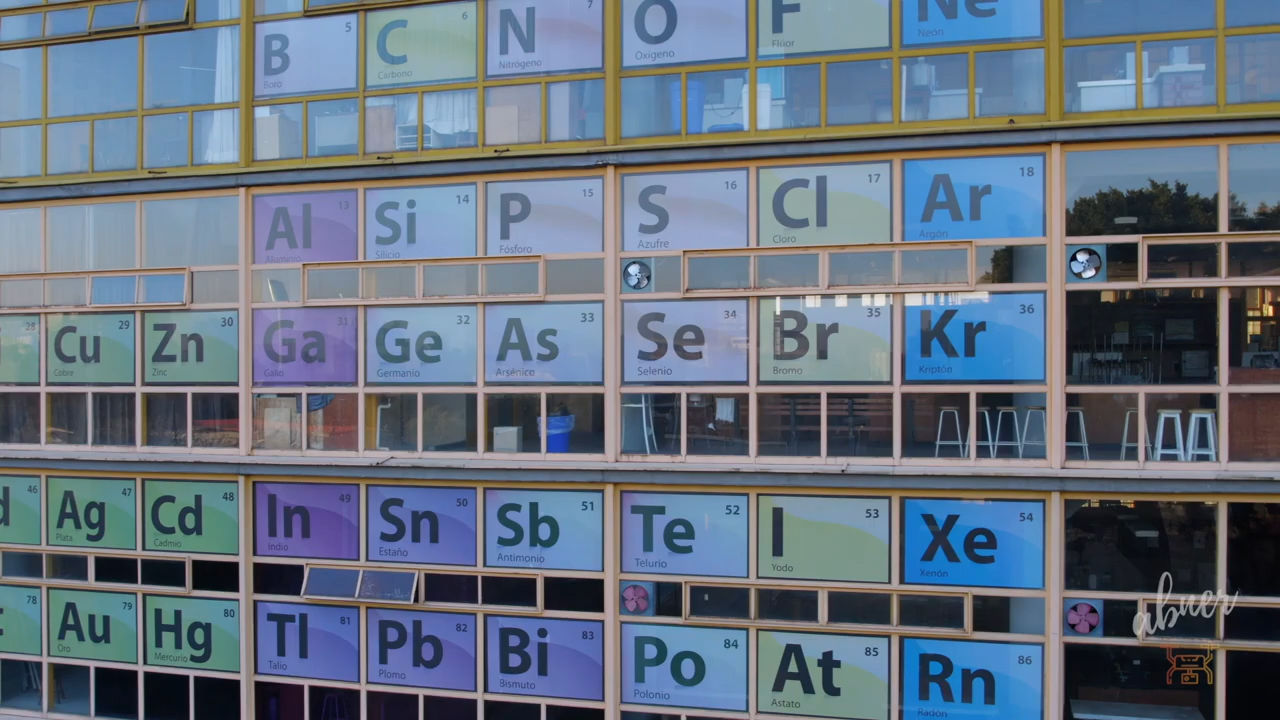 5 6 7
B C N O F Ne
Boro Carbono Nitrógeno Oxígeno Flúor Neón
13 14 15 16 17 18
Al Si P S Cl Ar
Aluminio Silicio Fósforo Azufre Cloro Argón
28 29 30 31 32 33 34 35 36
Cu Zn Ga Ge As Se Br Kr
Cobre Zinc Galio Germanio Arsénico Selenio Bromo Kriptón
46 47 48 49 50 51 52 53 54
d Ag Cd In Sn Sb Te I Xe
Plata Cadmio Indio Estaño Antimonio Telurio Yodo Xenón
78 79 80 81 82 83 84 85 86
t Au Hg Tl Pb Bi Po At Rn
Oro Mercurio Talio Plomo Bismuto Polonio Astato Radón
abner